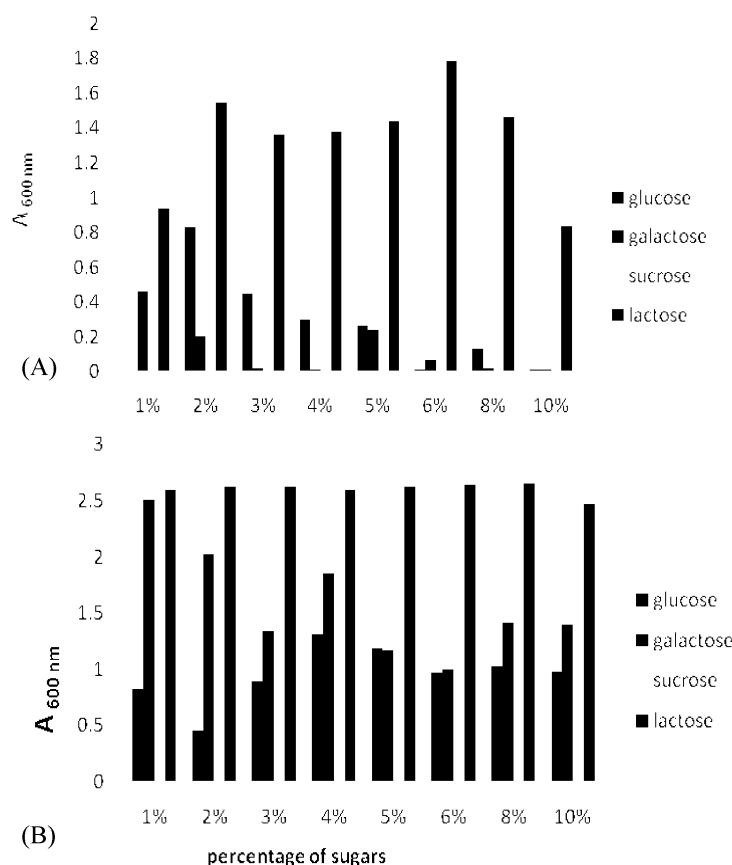 2
1.8
1.6
1.4
1.2
1
0.8
0.6
0.4
0.2
0
A 600 nm
glucose
galactose
sucrose
lactose
(A)
1% 2% 3% 4% 5% 6% 8% 10%
3
2.5
2
1.5
1
0.5
0
A 600 nm
glucose
galactose
sucrose
lactose
1% 2% 3% 4% 5% 6% 8% 10%
(B)
percentage of sugars